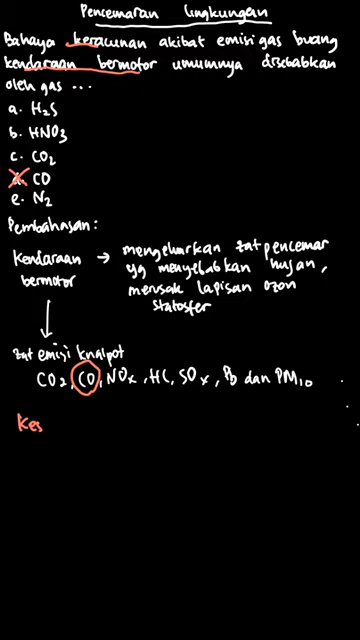 Pencemaran lingkungan
Bahaya keracunan akibat emisi gas buang
kendaraan bermotor umumnya disebabkan
oleh gas ...
a. H₂S
b. HNO₃
c. CO₂
d. CO
e. N₂
Pembahasan:
Kendaraan bermotor → mengeluarkan zat pencemar
yg menyebabkan hujan,
merusak lapisan ozon
statosfer
zat emisi knalpot
CO₂, CO, NOx, HC, SOx, Pb dan PM₁₀
Kes